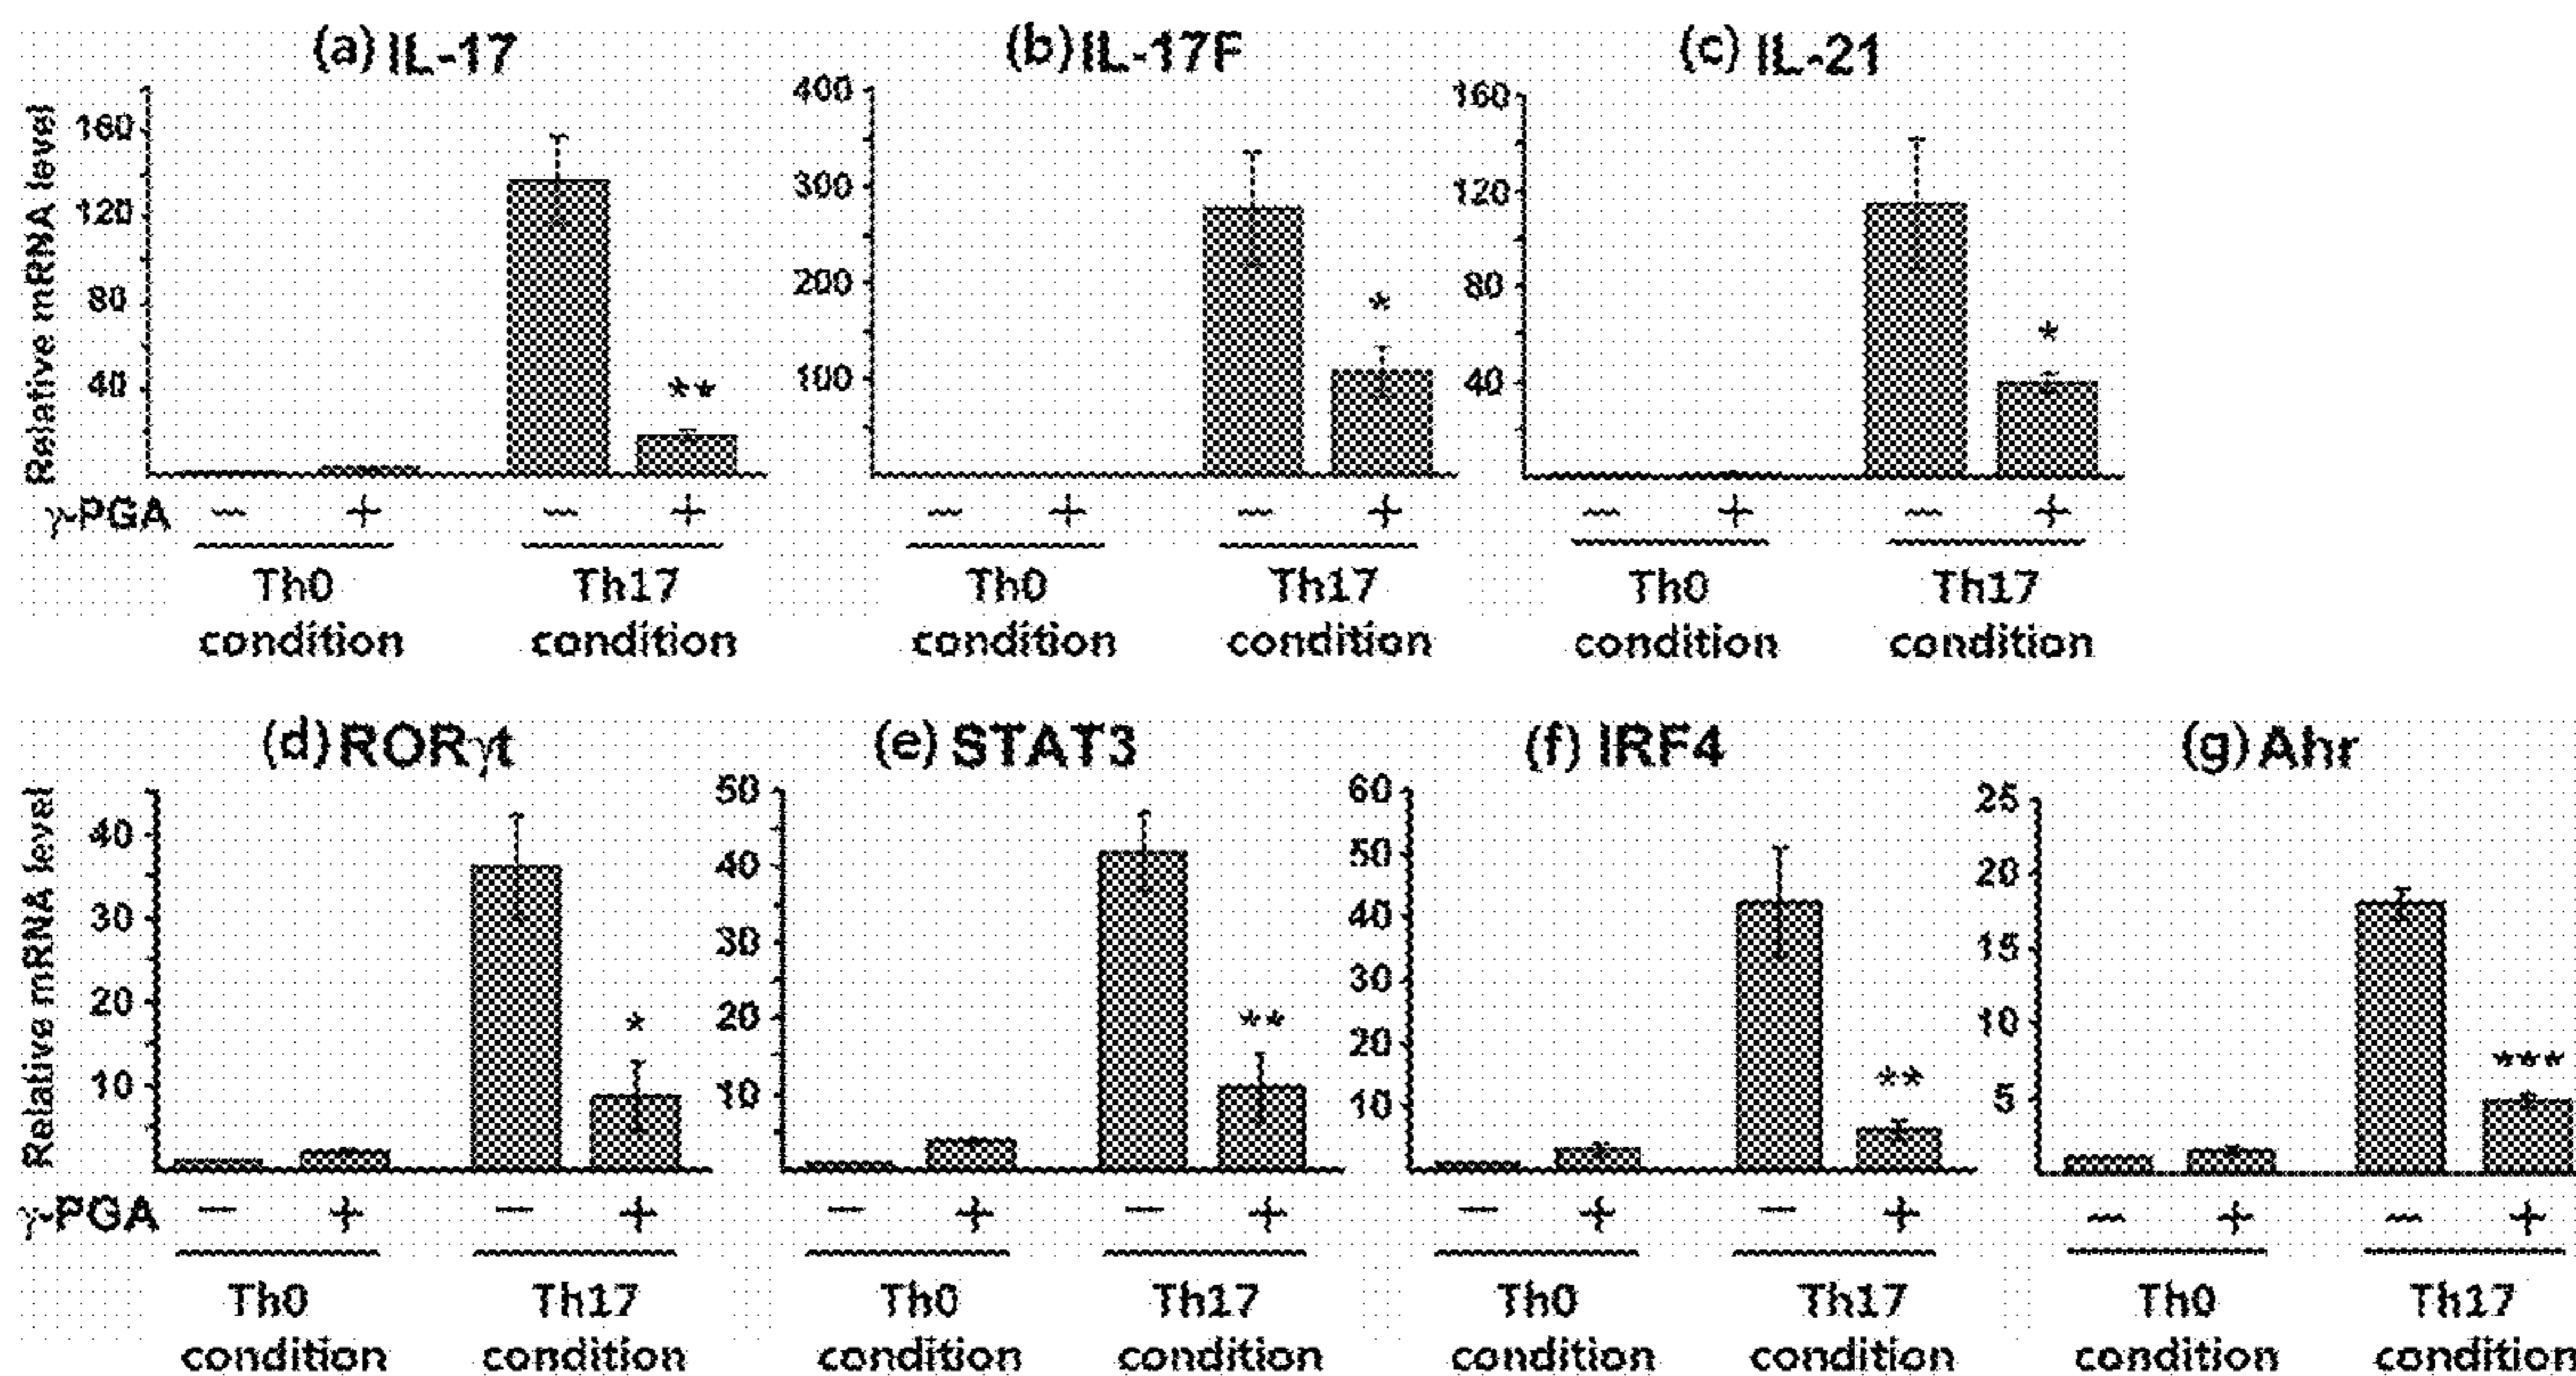 (a) IL-17 (b) IL-17F (c) IL-21
Relative mRNA level
160 120 80 40
400 300 200 100
160 120 80 40
** * *
γ-PGA − + − + − + − + − + − +
Th0 Th17 Th0 Th17 Th0 Th17
condition condition condition condition condition condition
(d) RORγt (e) STAT3 (f) IRF4 (g) Ahr
Relative mRNA level
40 30 20 10
50 40 30 20 10
60 50 40 30 20 10
25 20 15 10 5
* ** ** ***
γ-PGA − + − + − + − + − + − + − + − +
Th0 Th17 Th0 Th17 Th0 Th17 Th0 Th17
condition condition condition condition condition condition condition condition